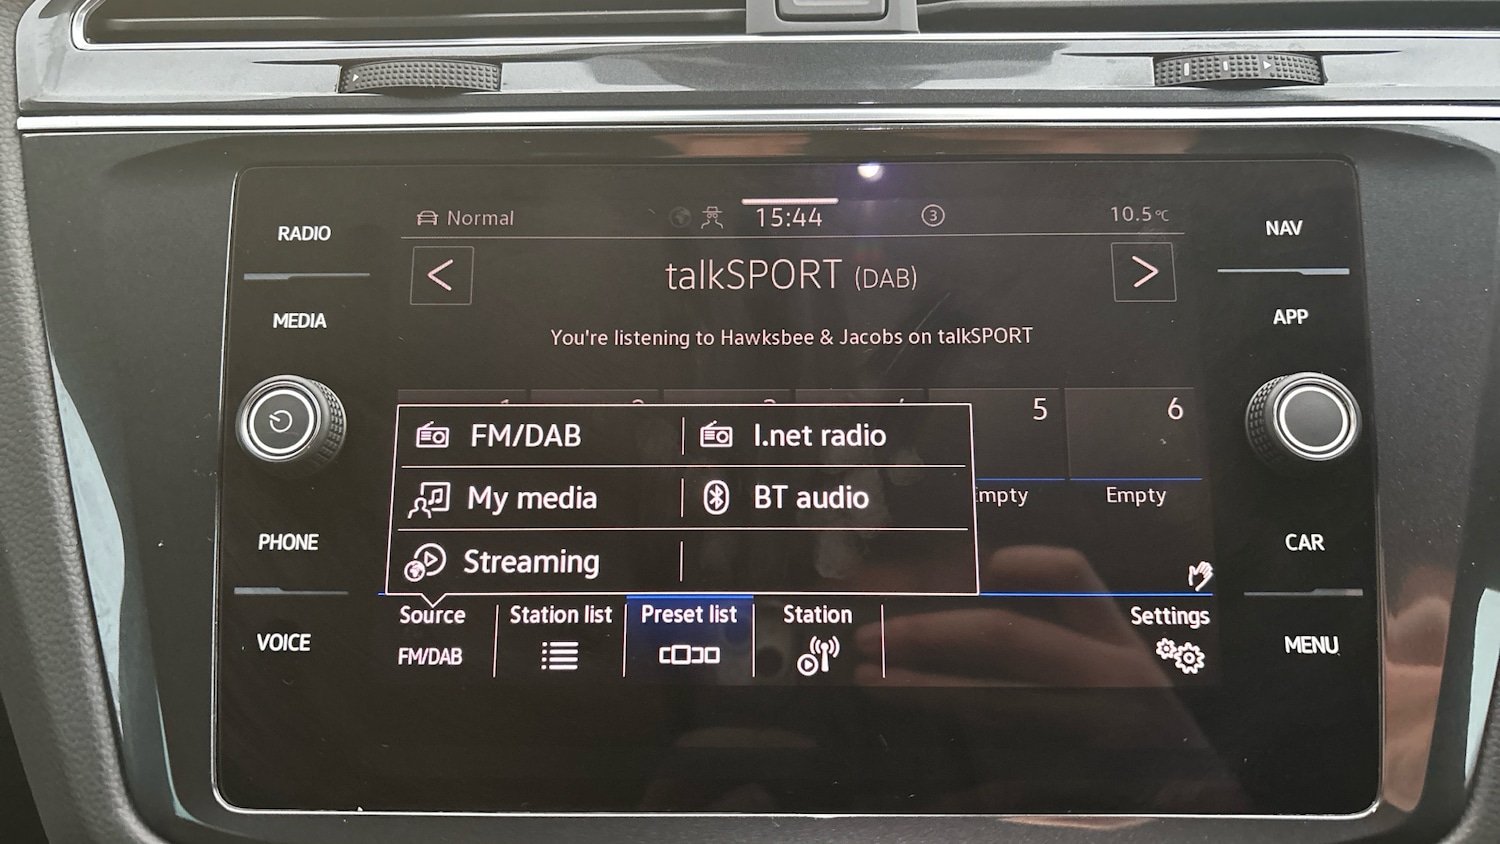 RADIO
MEDIA
PHONE
VOICE
Normal
15:44
3
10.5°C
talkSPORT (DAB)
You're listening to Hawksbee & Jacobs on talkSPORT
5
6
Empty
FM/DAB
I.net radio
My media
BT audio
Streaming
Source
FM/DAB
Station list
Preset list
Station
Settings
NAV
APP
CAR
MENU